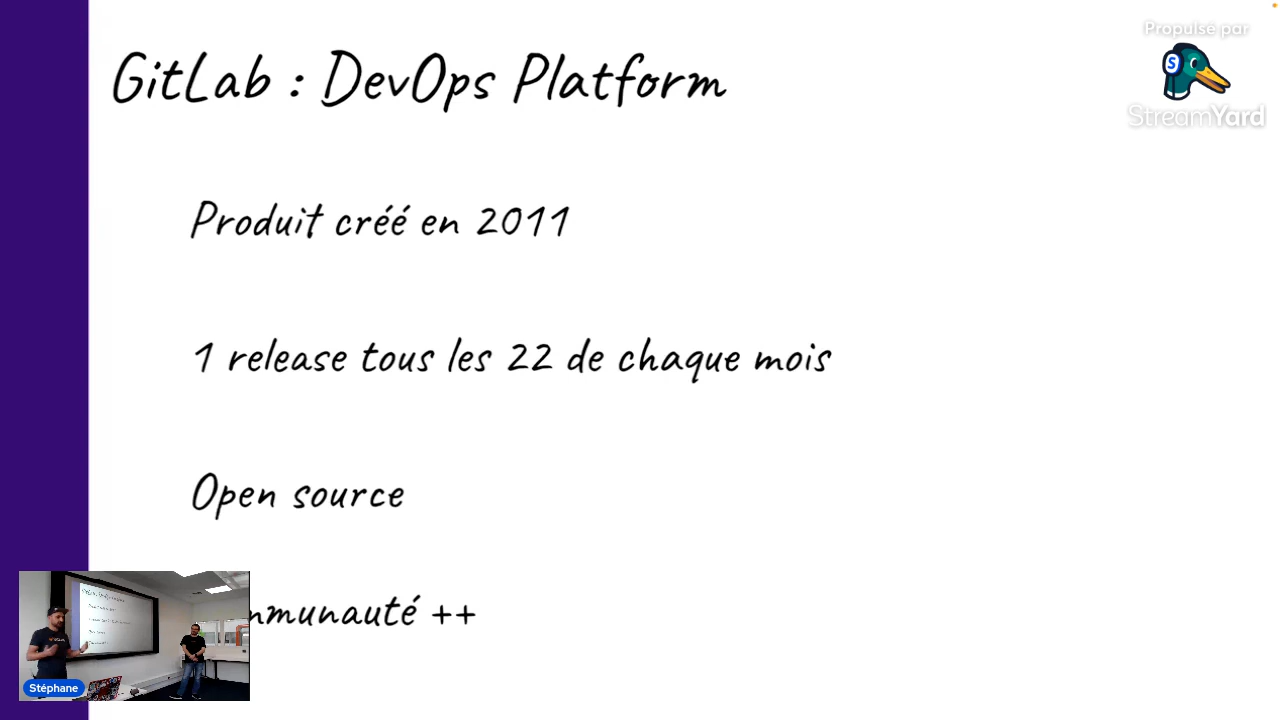 GitLab : DevOps Platform
Propulsé par
StreamYard
Produit créé en 2011
1 release tous les 22 de chaque mois
Open source
mmunauté ++
Stéphane